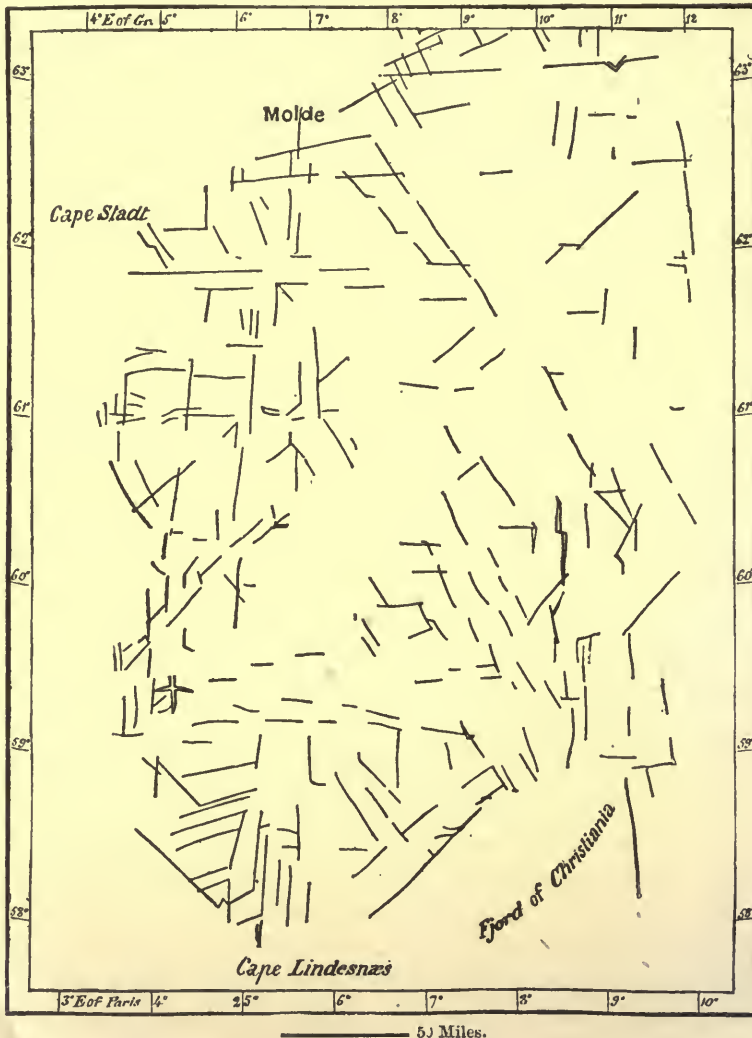 4°E of Gr. 5° 6° 7° 8° 9° 10° 11° 12
63° 63°
Molde
Cape Stadt
62° 62°
61° 61°
60° 60°
59° 59°
Fjord of Christiania
58° 58°
Cape Lindesnæs
3°E of Paris 4° 25° 6° 7° 8° 9° 10°
5) Miles.